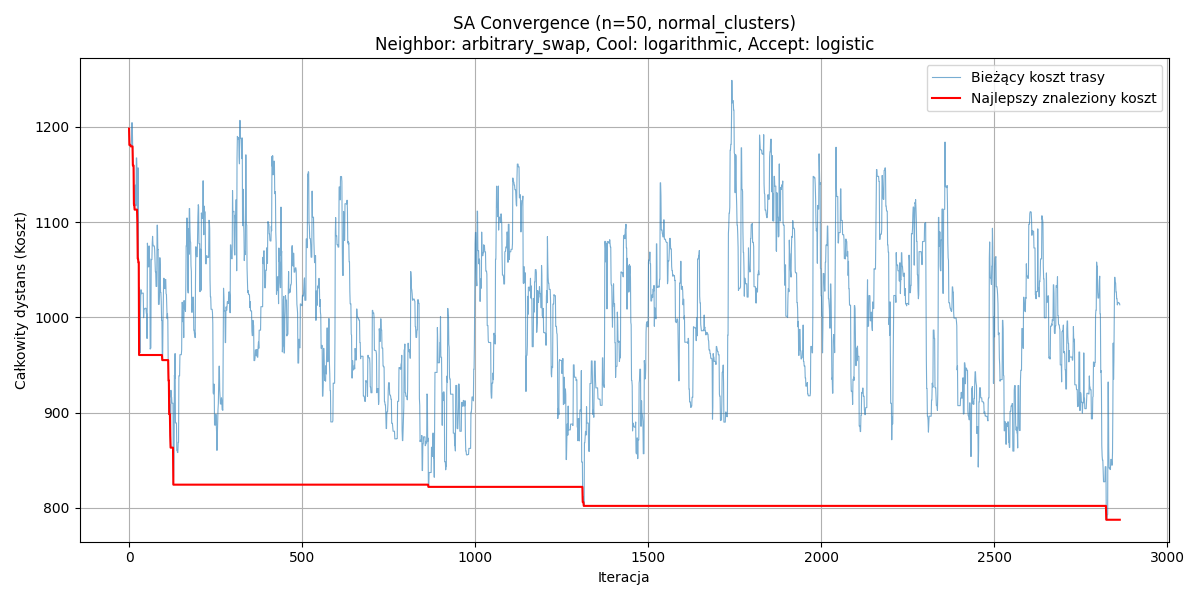 SA Convergence (n=50, normal_clusters)
Neighbor: arbitrary_swap, Cool: logarithmic, Accept: logistic
Bieżący koszt trasy
Najlepszy znaleziony koszt
Całkowity dystans (Koszt)
1200
1100
1000
900
800
0
500
1000
1500
2000
2500
3000
Iteracja